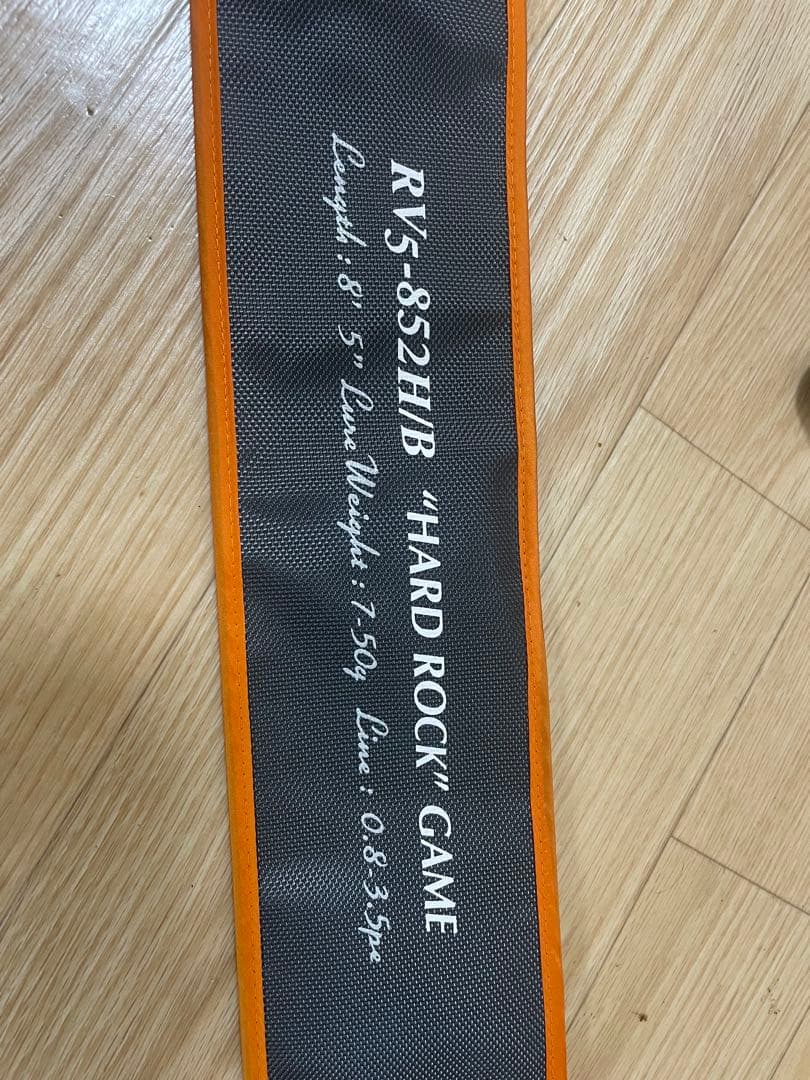 RV5-852H/B "HARD ROCK" GAME
Length : 8' 5" Lure Weight : 7-50g Line : 0.8-3.5pe